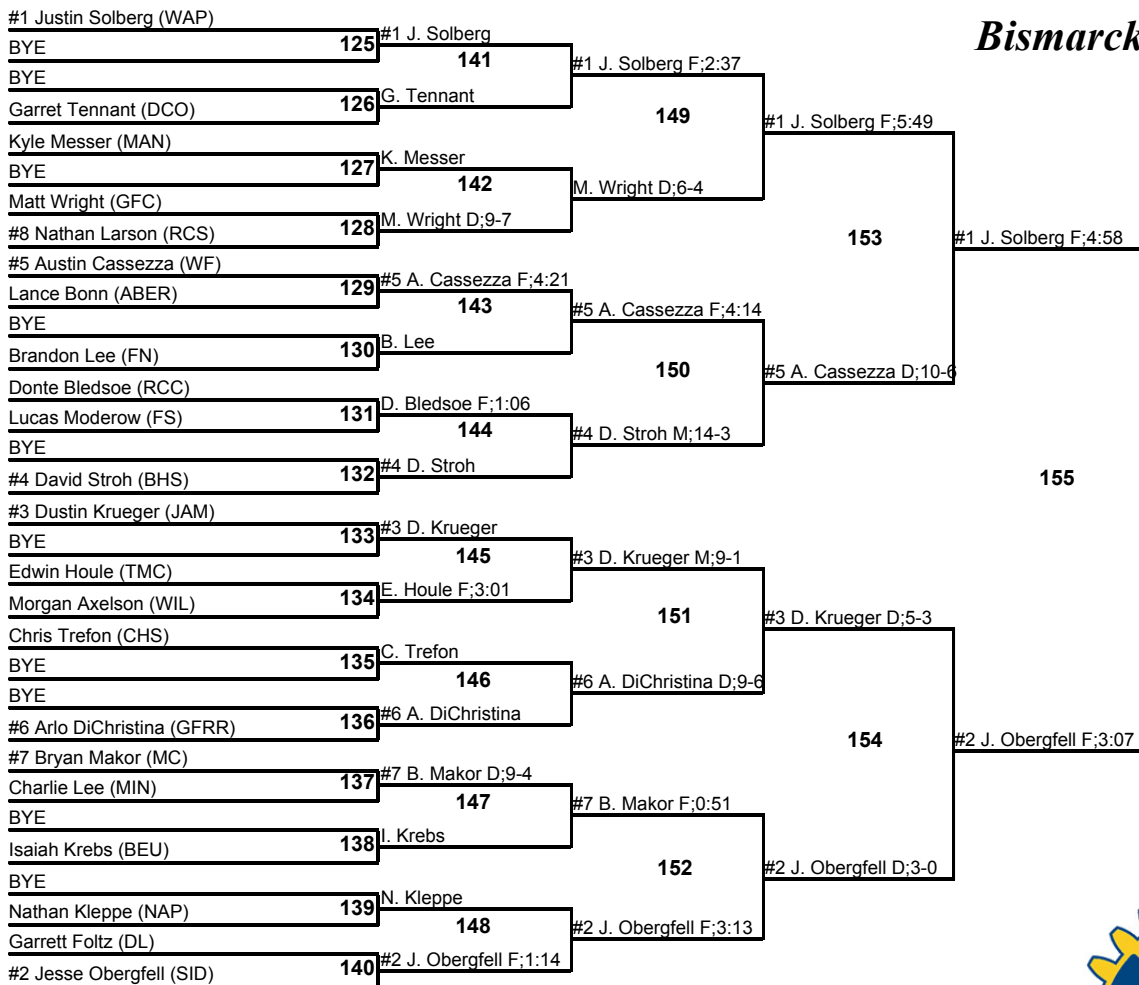 #1 Justin Solberg (WAP)
BYE
125
BYE
Garret Tennant (DCO)
126
Kyle Messer (MAN)
BYE
127
Matt Wright (GFC)
#8 Nathan Larson (RCS)
128
#5 Austin Cassezza (WF)
Lance Bonn (ABER)
129
BYE
Brandon Lee (FN)
130
Donte Bledsoe (RCC)
Lucas Moderow (FS)
131
BYE
#4 David Stroh (BHS)
132
#3 Dustin Krueger (JAM)
BYE
133
Edwin Houle (TMC)
Morgan Axelson (WIL)
134
Chris Trefon (CHS)
BYE
135
BYE
#6 Arlo DiChristina (GFRR)
136
#7 Bryan Makor (MC)
Charlie Lee (MIN)
137
BYE
Isaiah Krebs (BEU)
138
BYE
Nathan Kleppe (NAP)
139
Garrett Foltz (DL)
#2 Jesse Obergfell (SID)
140
#1 J. Solberg
141
G. Tennant
K. Messer
142
M. Wright D;9-7
#5 A. Cassezza F;4:21
143
B. Lee
D. Bledsoe F;1:06
144
#4 D. Stroh
#3 D. Krueger
145
E. Houle F;3:01
C. Trefon
146
#6 A. DiChristina
#7 B. Makor D;9-4
147
I. Krebs
N. Kleppe
148
#2 J. Obergfell F;1:14
#1 J. Solberg F;2:37
149
M. Wright D;6-4
#5 A. Cassezza F;4:14
150
#4 D. Stroh M;14-3
#3 D. Krueger M;9-1
151
#6 A. DiChristina D;9-6
#7 B. Makor F;0:51
152
#2 J. Obergfell F;3:13
#1 J. Solberg F;5:49
153
#5 A. Cassezza D;10-6
#3 D. Krueger D;5-3
154
#2 J. Obergfell D;3-0
Bismarck
#1 J. Solberg F;4:58
155
#2 J. Obergfell F;3:07